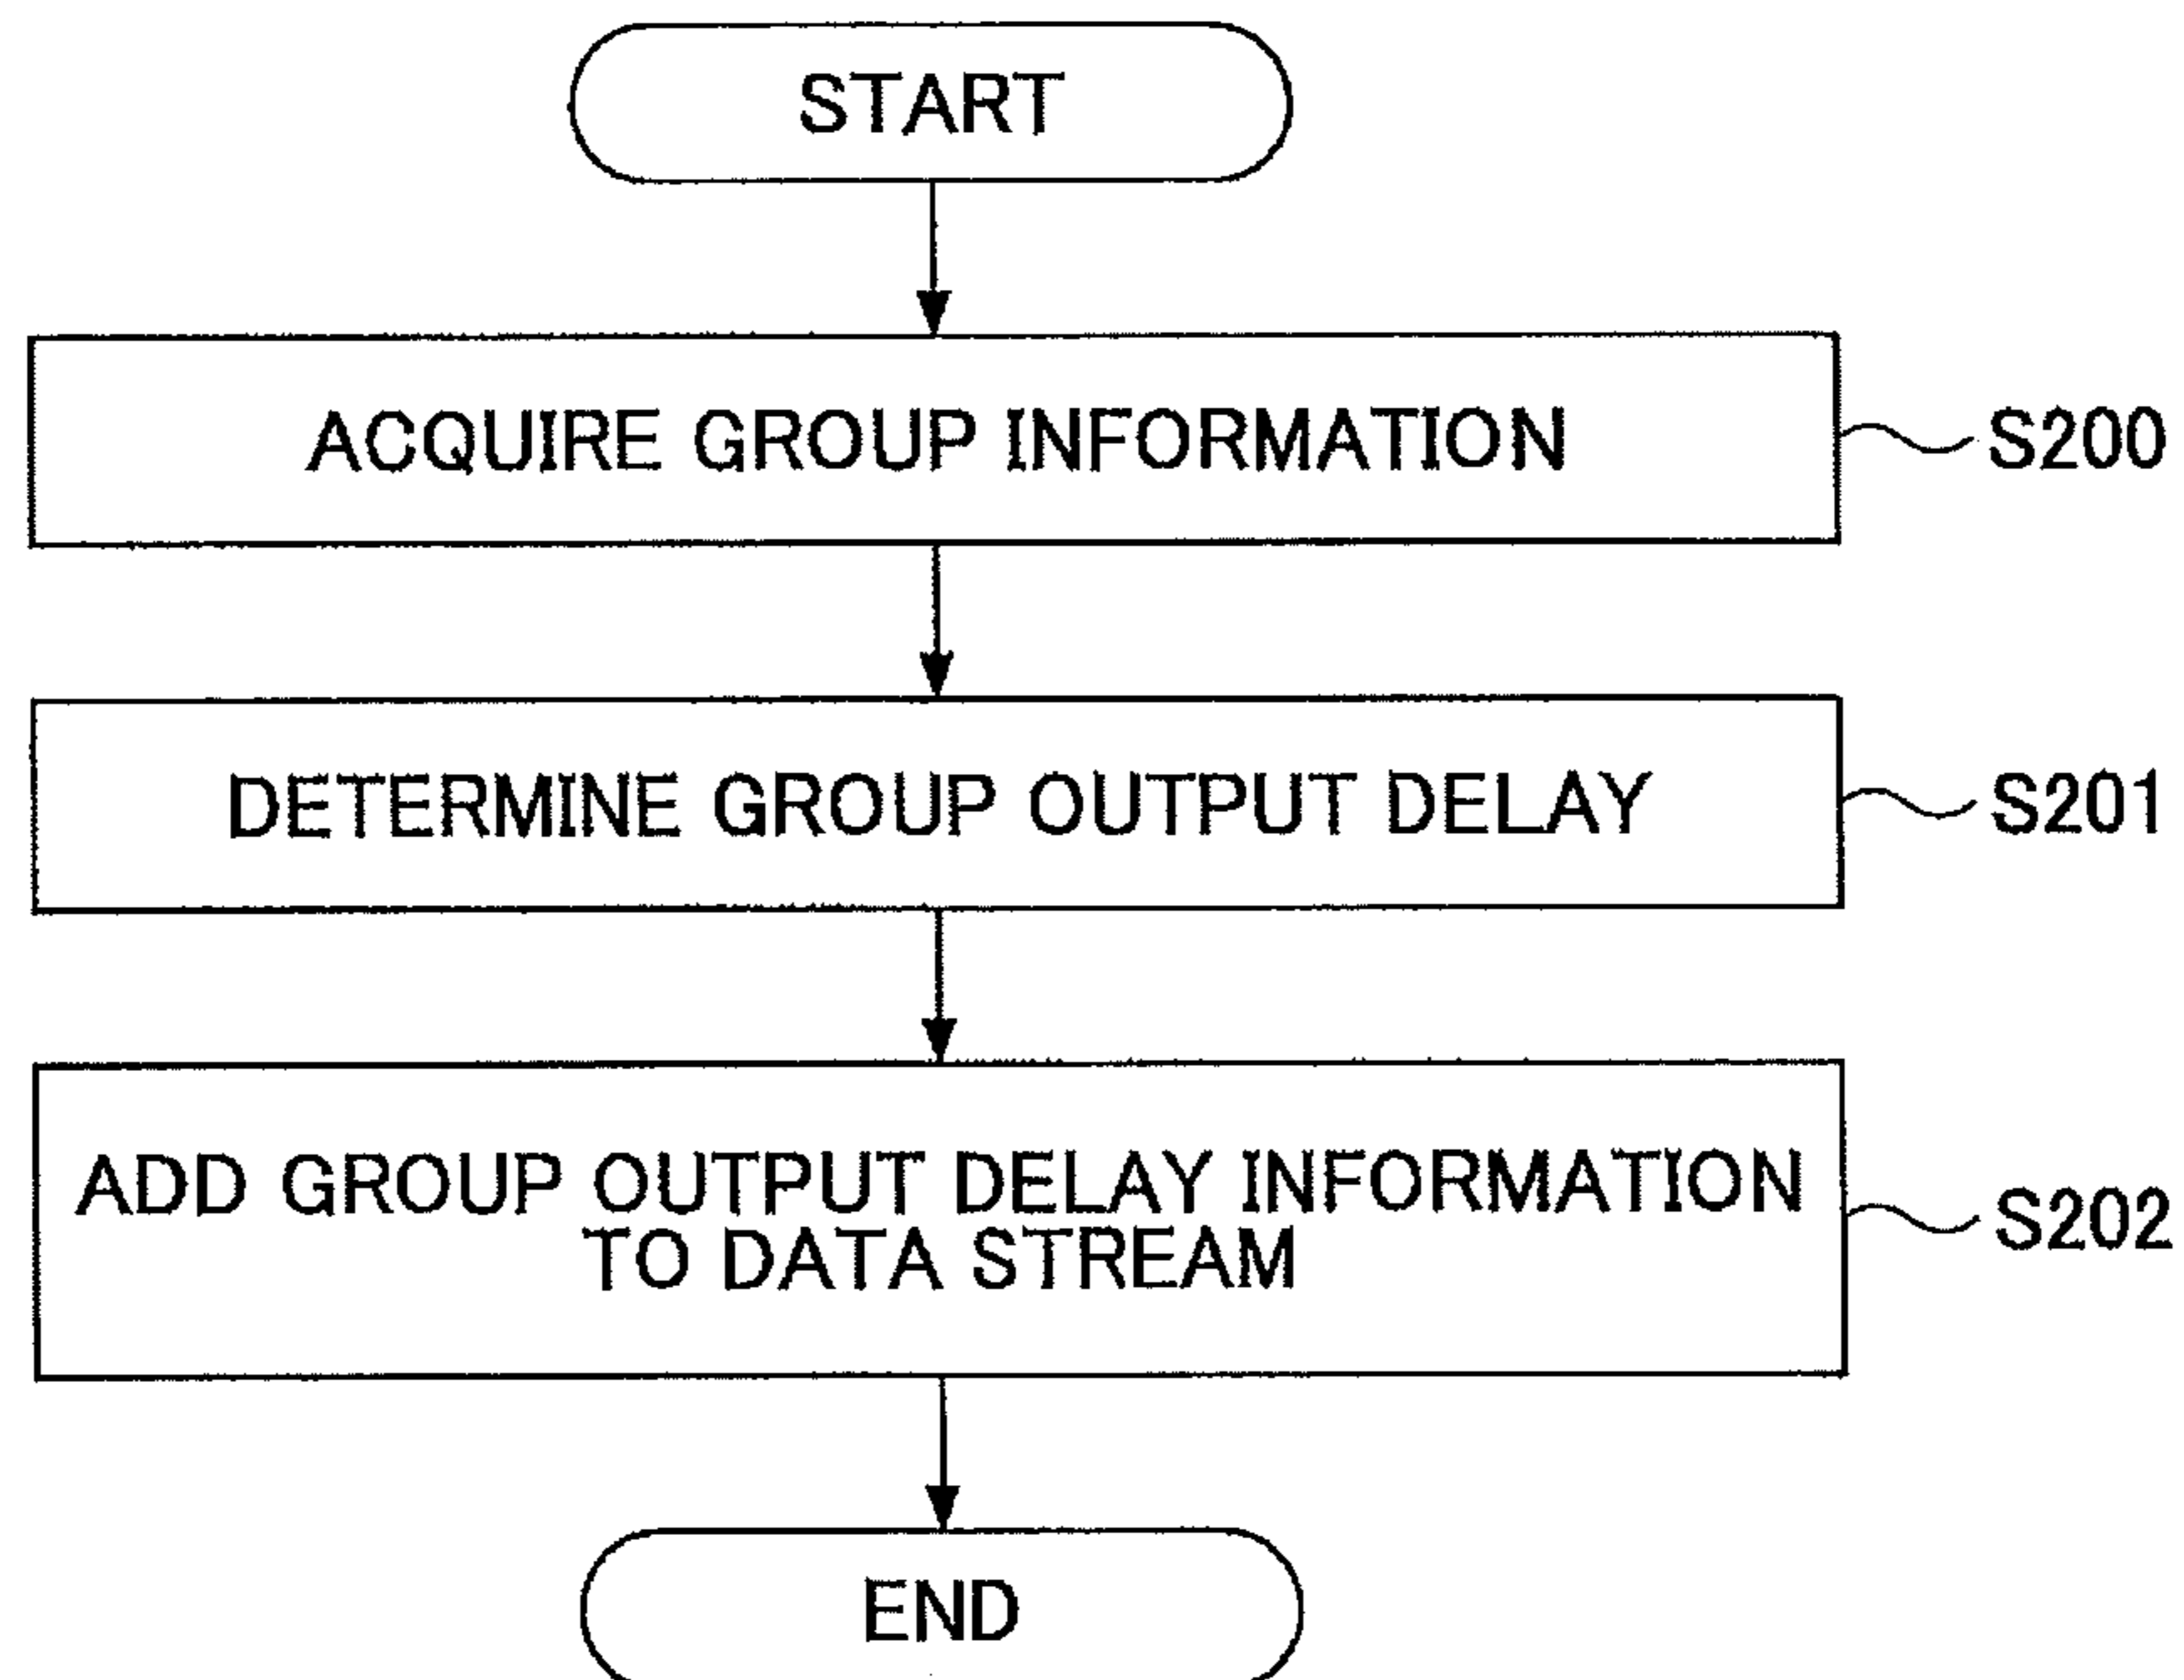 START
ACQUIRE GROUP INFORMATION
S200
DETERMINE GROUP OUTPUT DELAY
S201
ADD GROUP OUTPUT DELAY INFORMATION
TO DATA STREAM
S202
END